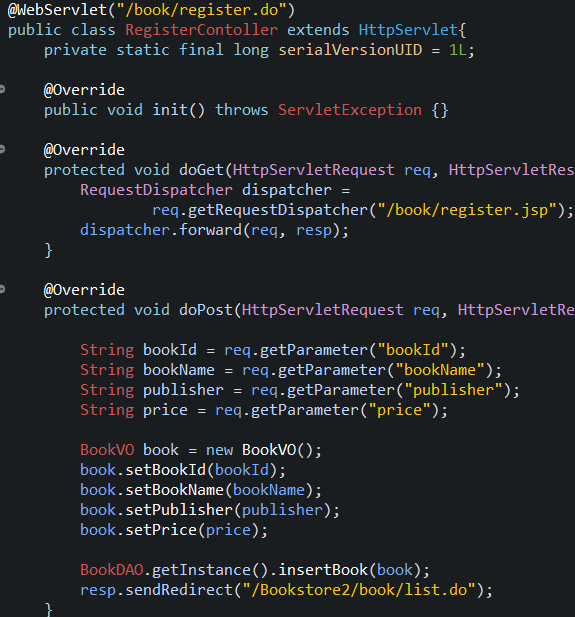 @WebServlet("/book/register.do")
public class RegisterContoller extends HttpServlet{
    private static final long serialVersionUID = 1L;

    @Override
    public void init() throws ServletException {}

    @Override
    protected void doGet(HttpServletRequest req, HttpServletRes
        RequestDispatcher dispatcher =
                req.getRequestDispatcher("/book/register.jsp");
        dispatcher.forward(req, resp);
    }

    @Override
    protected void doPost(HttpServletRequest req, HttpServletRe

        String bookId = req.getParameter("bookId");
        String bookName = req.getParameter("bookName");
        String publisher = req.getParameter("publisher");
        String price = req.getParameter("price");

        BookVO book = new BookVO();
        book.setBookId(bookId);
        book.setBookName(bookName);
        book.setPublisher(publisher);
        book.setPrice(price);

        BookDAO.getInstance().insertBook(book);
        resp.sendRedirect("/Bookstore2/book/list.do");
    }